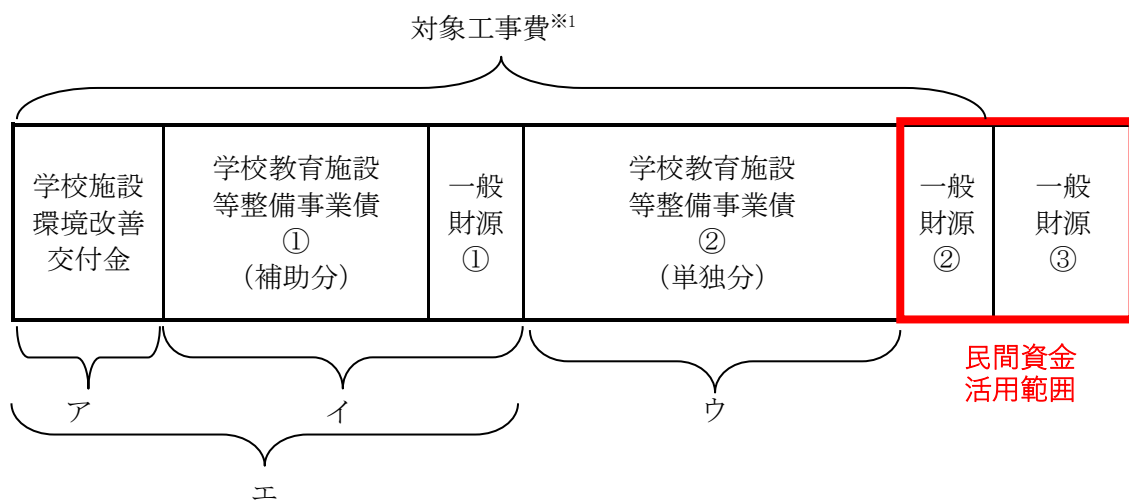 対象工事費※1
学校施設
環境改善
交付金
学校教育施設
等整備事業債
①
(補助分)
一般
財源
①
学校教育施設
等整備事業債
②
(単独分)
一般
財源
②
一般
財源
③
民間資金
活用範囲
ア
イ
ウ
エ